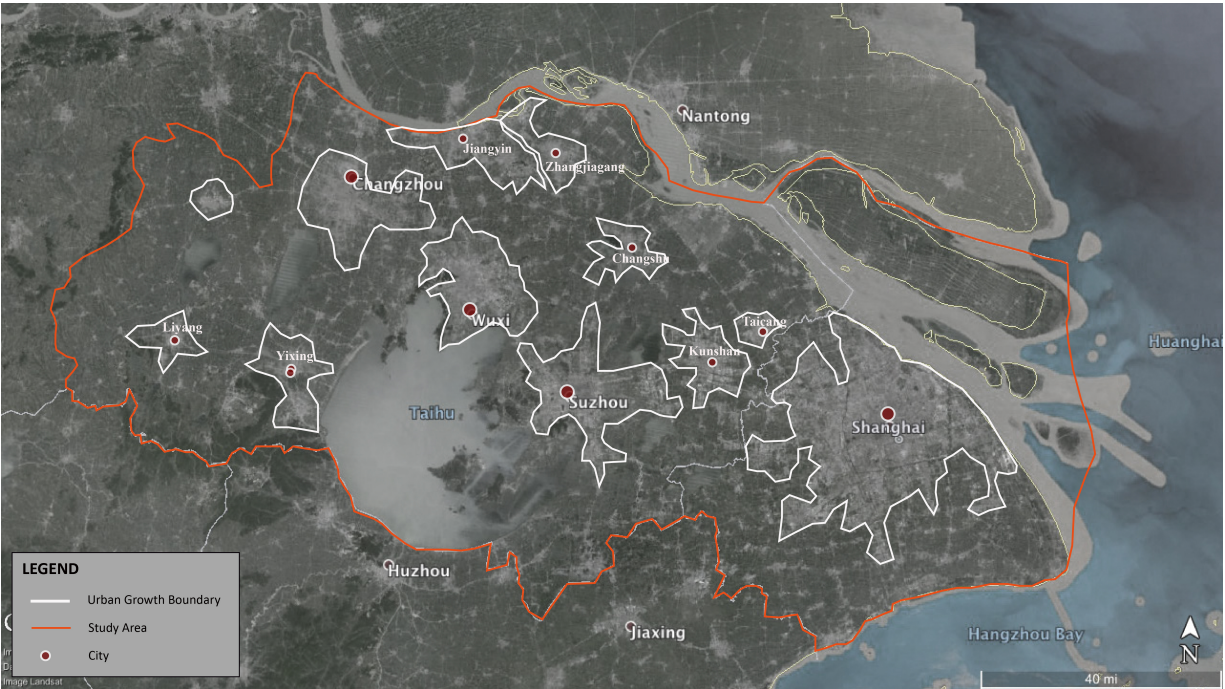 Nantong
Jiangyin
Zhangjiagang
Changzhou
Changshu
Liyang
Wuxi
Taicang
Yixing
Kunshan
Huanghai
Taihu
Suzhou
Shanghai
LEGEND
Urban Growth Boundary
Study Area
City
Huzhou
Jiaxing
Hangzhou Bay
N
Image Landsat
40 mi